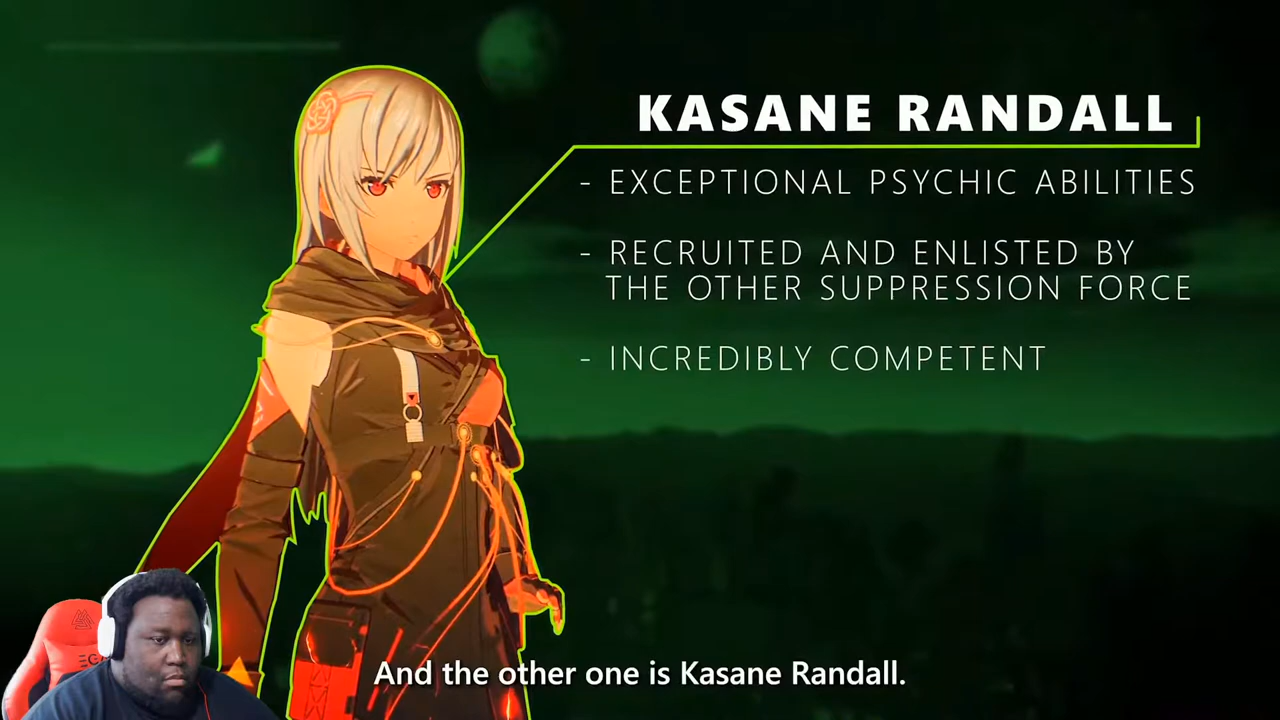 KASANE RANDALL
- EXCEPTIONAL PSYCHIC ABILITIES
- RECRUITED AND ENLISTED BY
THE OTHER SUPPRESSION FORCE
- INCREDIBLY COMPETENT
And the other one is Kasane Randall.